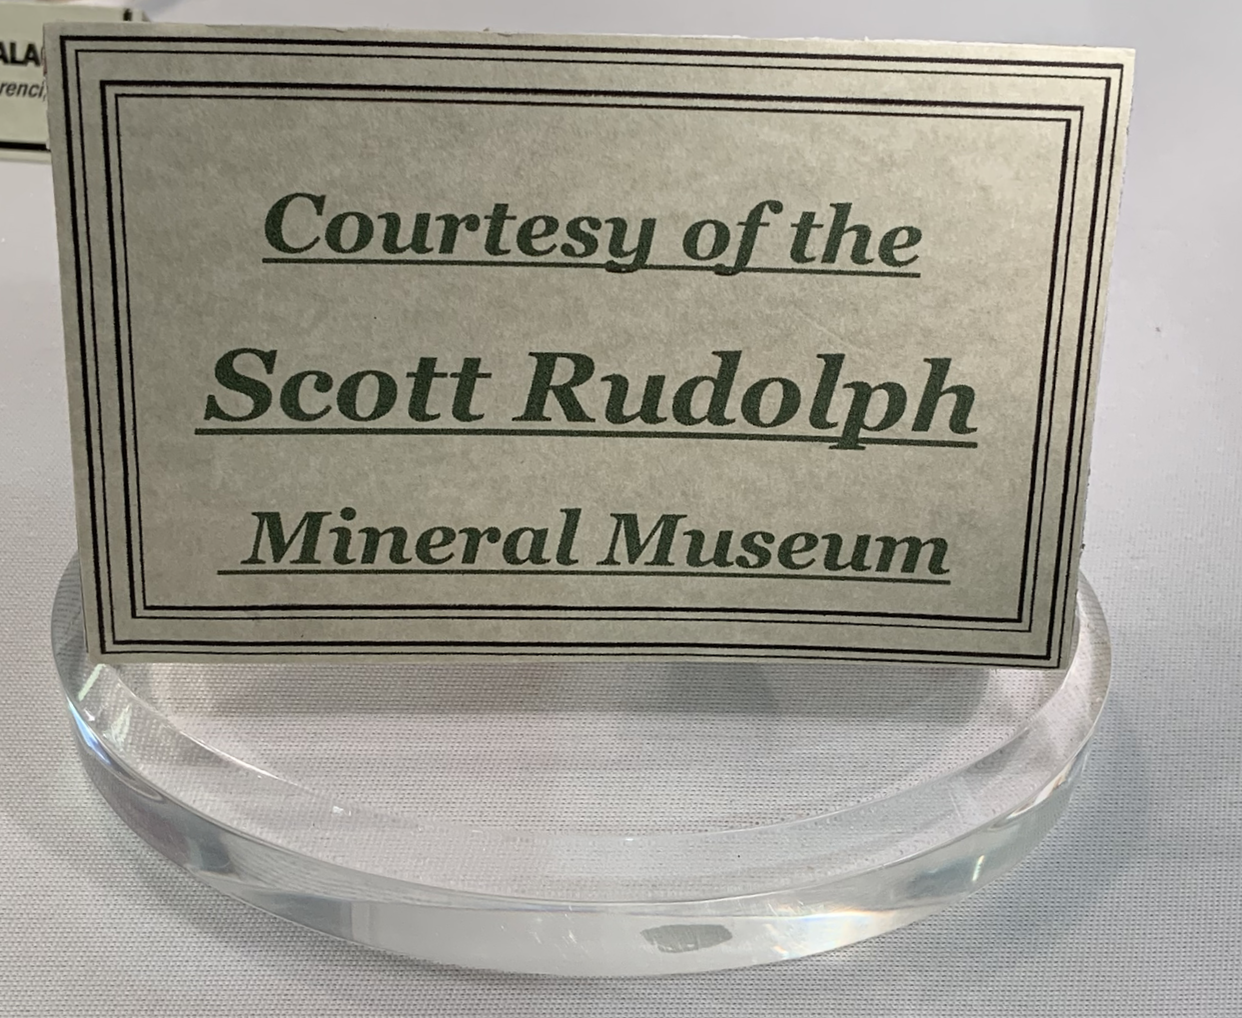 Courtesy of the
Scott Rudolph
Mineral Museum